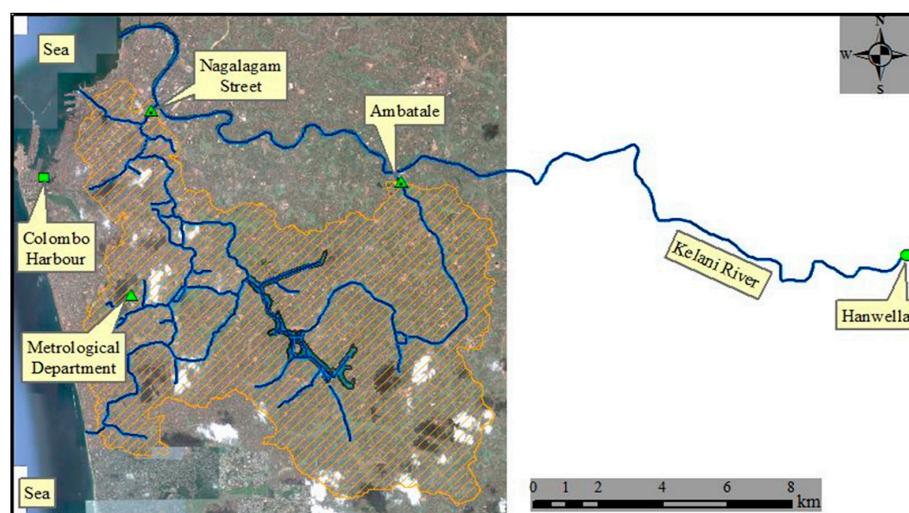 Sea
Nagalagam
Street
Ambatale
N
W
E
S
Colombo
Harbour
Kelani River
Hanwella
Metrological
Department
Sea
0 1 2 4 6 8
km